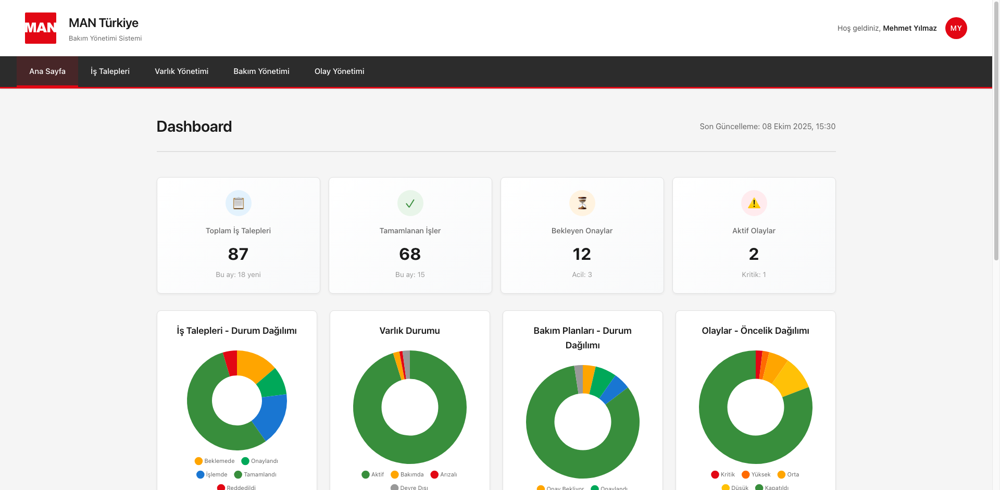 MAN
MAN Türkiye
Bakım Yönetimi Sistemi
Hoş geldiniz, Mehmet Yılmaz
MY
Ana Sayfa
İş Talepleri
Varlık Yönetimi
Bakım Yönetimi
Olay Yönetimi
Dashboard
Son Güncelleme: 08 Ekim 2025, 15:30
Toplam İş Talepleri
87
Bu ay: 18 yeni
Tamamlanan İşler
68
Bu ay: 15
Bekleyen Onaylar
12
Acil: 3
Aktif Olaylar
2
Kritik: 1
İş Talepleri - Durum Dağılımı
Beklemede
Onaylandı
İşlemde
Tamamlandı
Reddedildi
Varlık Durumu
Aktif
Bakımda
Arızalı
Devre Dışı
Bakım Planları - Durum
Dağılımı
Onay Bekliyor
Onaylandı
Olaylar - Öncelik Dağılımı
Kritik
Yüksek
Orta
Düşük
Kapatıldı